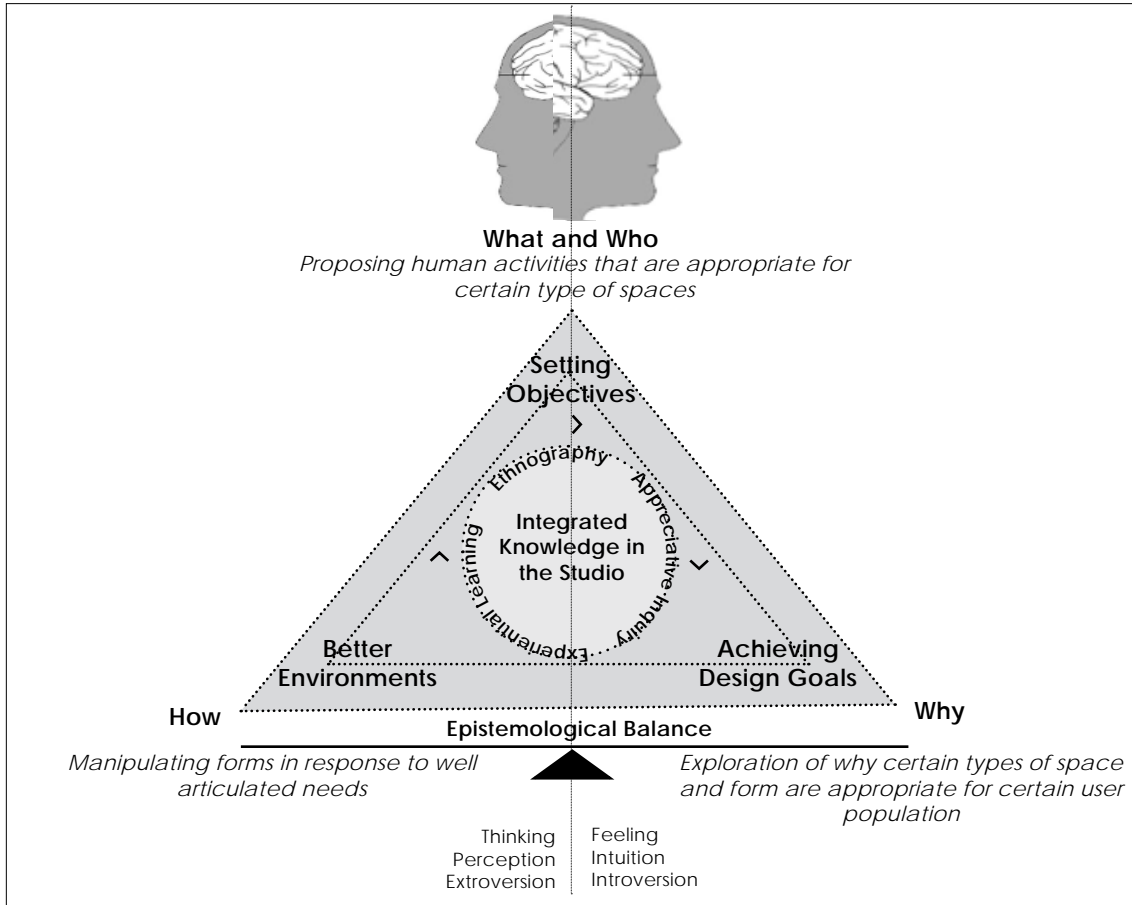 What and Who
Proposing human activities that are appropriate for
certain type of spaces
Setting
Objectives
Ethnography
Appreciative Inquiry
Experiential Learning
Integrated
Knowledge in
the Studio
Better
Environments
Achieving
Design Goals
How
Why
Epistemological Balance
Manipulating forms in response to well
articulated needs
Exploration of why certain types of space
and form are appropriate for certain user
population
Thinking
Perception
Extroversion
Feeling
Intuition
Introversion